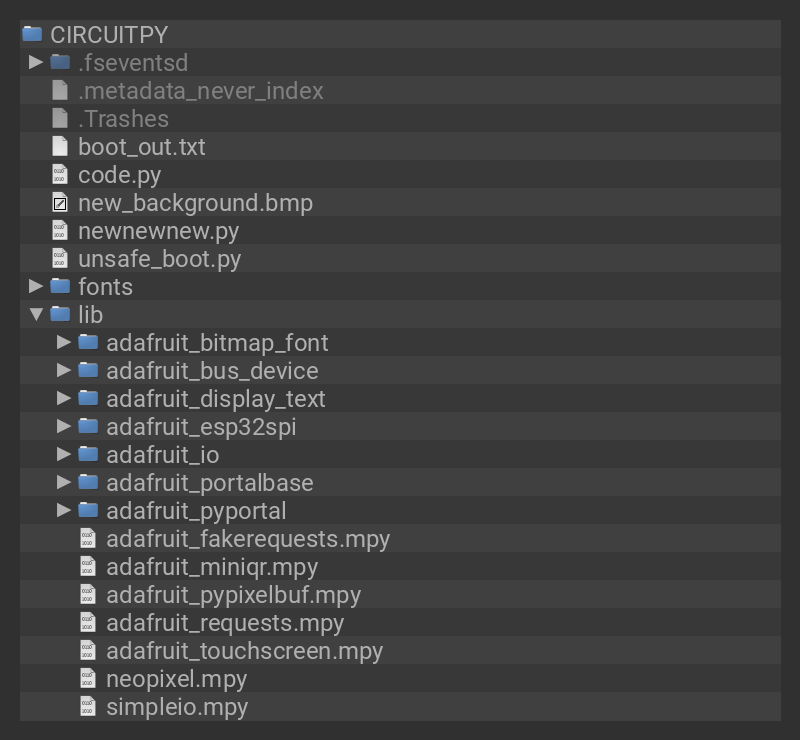 CIRCUITPY
.fseventsd
.metadata_never_index
.Trashes
boot_out.txt
code.py
new_background.bmp
newnewnew.py
unsafe_boot.py
fonts
lib
adafruit_bitmap_font
adafruit_bus_device
adafruit_display_text
adafruit_esp32spi
adafruit_io
adafruit_portalbase
adafruit_pyportal
adafruit_fakerequests.mpy
adafruit_miniqr.mpy
adafruit_pypixelbuf.mpy
adafruit_requests.mpy
adafruit_touchscreen.mpy
neopixel.mpy
simpleio.mpy